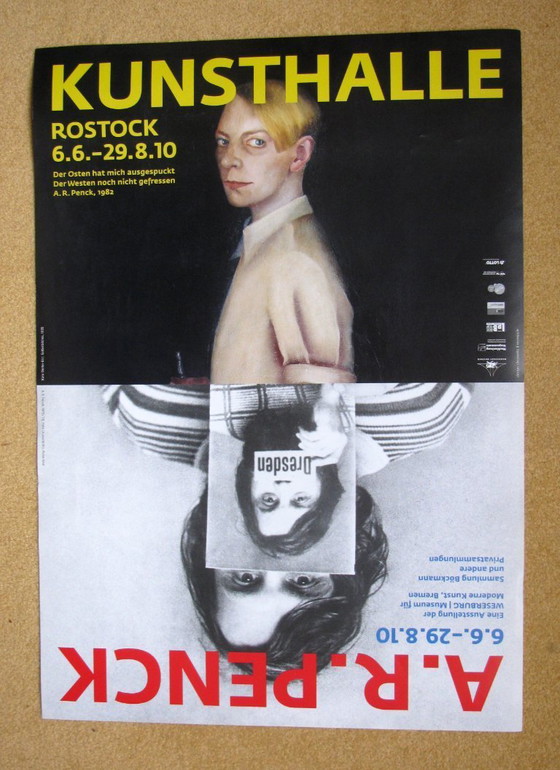 KUNSTHALLE
ROSTOCK
6.6.–29.8.10
Der Osten hat mich ausgespuckt
Der Westen noch nicht gefressen
A. R. Penck, 1982
A.R. PENCK
6.6.–29.8.10
Eine Ausstellung der
WESERBURG | Museum für
Moderne Kunst, Bremen
Sammlung Böckmann
und andere
Privatsammlungen
Dresden